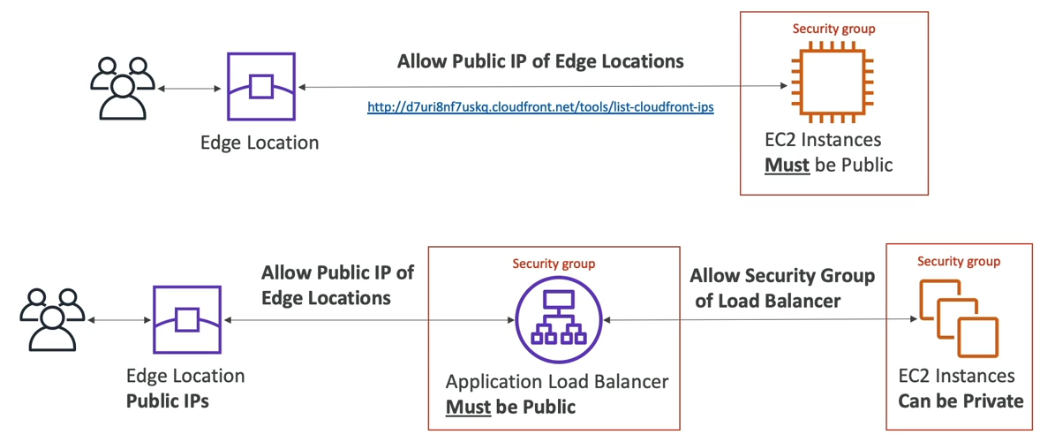 Security group
Allow Public IP of Edge Locations
http://d7uri8nf7uskq.cloudfront.net/tools/list-cloudfront-ips
Edge Location
EC2 Instances
Must be Public
Security group
Security group
Allow Public IP of
Edge Locations
Allow Security Group
of Load Balancer
Edge Location
Public IPs
Application Load Balancer
Must be Public
EC2 Instances
Can be Private